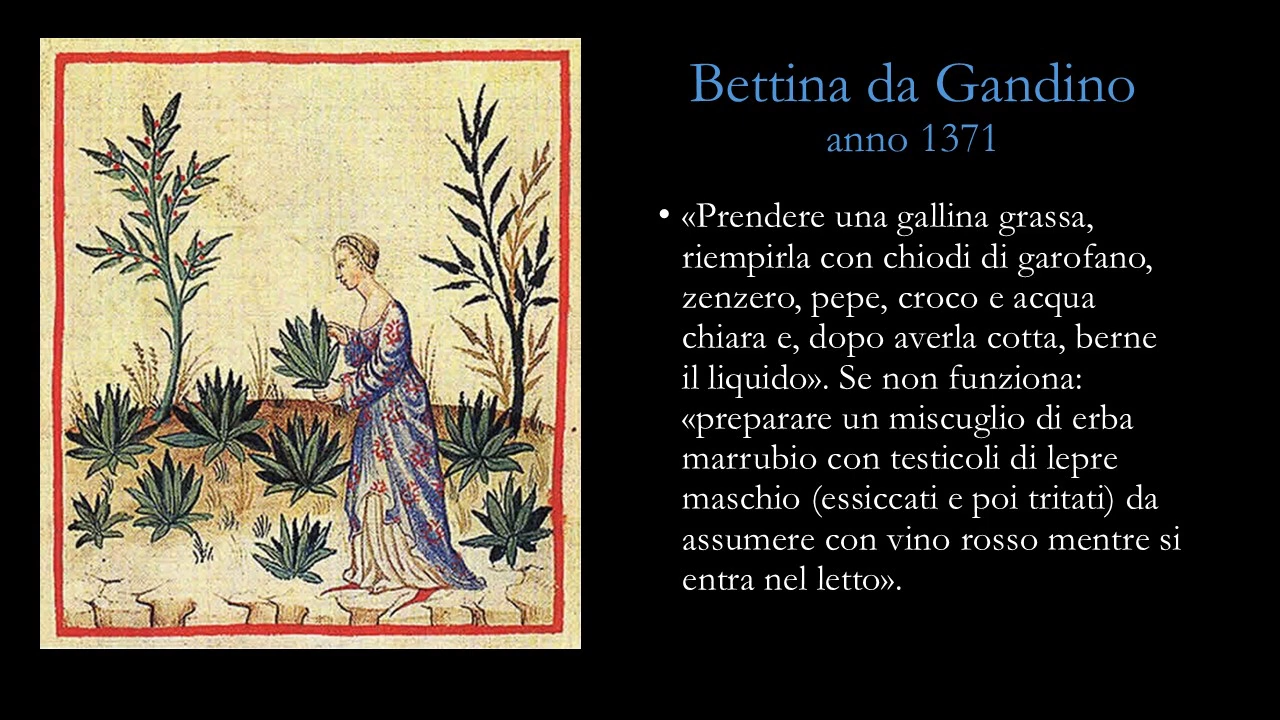 Bettina da Gandino
anno 1371
• «Prendere una gallina grassa,
riempirla con chiodi di garofano,
zenzero, pepe, croco e acqua
chiara e, dopo averla cotta, berne
il liquido». Se non funziona:
«preparare un miscuglio di erba
marrubio con testicoli di lepre
maschio (essiccati e poi tritati) da
assumere con vino rosso mentre si
entra nel letto».